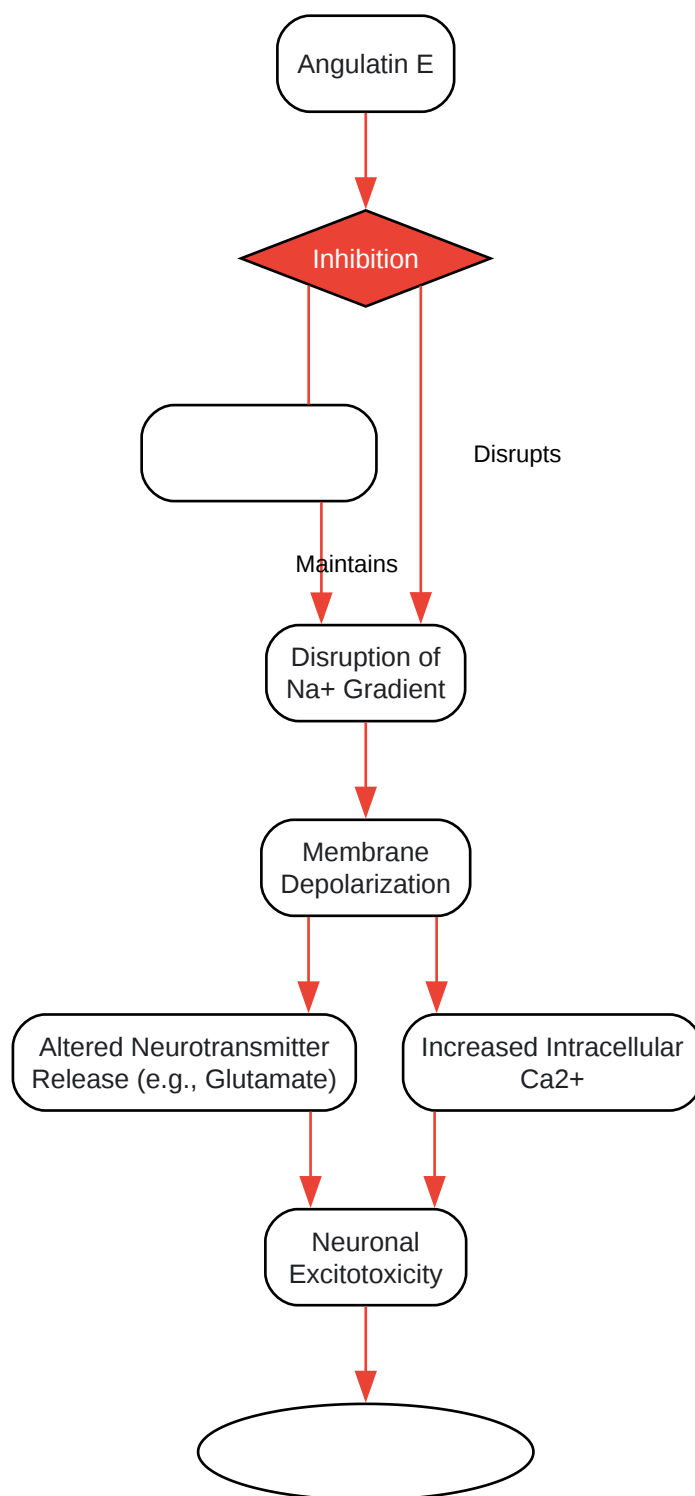 Angulatin E
Inhibition
Disrupts
Maintains
Disruption of
Na+ Gradient
Membrane
Depolarization
Altered Neurotransmitter
Release (e.g., Glutamate)
Increased Intracellular
Ca2+
Neuronal
Excitotoxicity